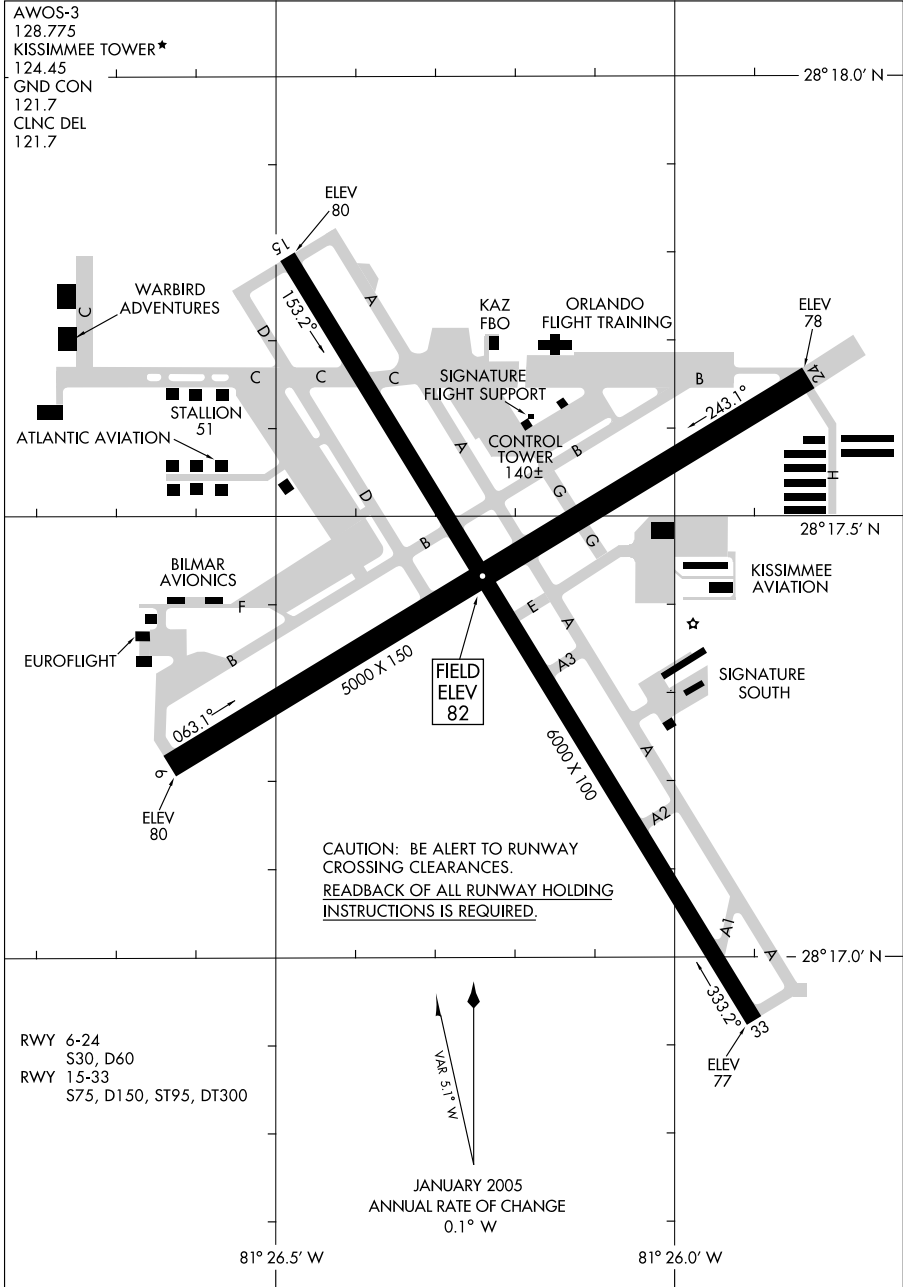 AWOS-3
128.775
KISSIMMEE TOWER★
124.45
GND CON
121.7
CLNC DEL
121.7
28° 18.0' N
ELEV
80
15
153.2°
A
D
WARBIRD
ADVENTURES
C
KAZ
FBO
ORLANDO
FLIGHT TRAINING
ELEV
78
24
243.1°
C
C
C
B
SIGNATURE
FLIGHT SUPPORT
STALLION
51
ATLANTIC AVIATION
A
CONTROL
TOWER
140±
B
H
D
G
28° 17.5' N
B
G
BILMAR
AVIONICS
KISSIMMEE
AVIATION
F
E
A
EUROFLIGHT
B
A3
5000 X 150
FIELD
ELEV
82
SIGNATURE
SOUTH
063.1°
6
6000 X 100
A
ELEV
80
A2
CAUTION: BE ALERT TO RUNWAY
CROSSING CLEARANCES.
READBACK OF ALL RUNWAY HOLDING
INSTRUCTIONS IS REQUIRED.
A1
A
28° 17.0' N
333.2°
33
ELEV
77
RWY 6-24
S30, D60
RWY 15-33
S75, D150, ST95, DT300
VAR 5.1° W
JANUARY 2005
ANNUAL RATE OF CHANGE
0.1° W
81° 26.5' W
81° 26.0' W